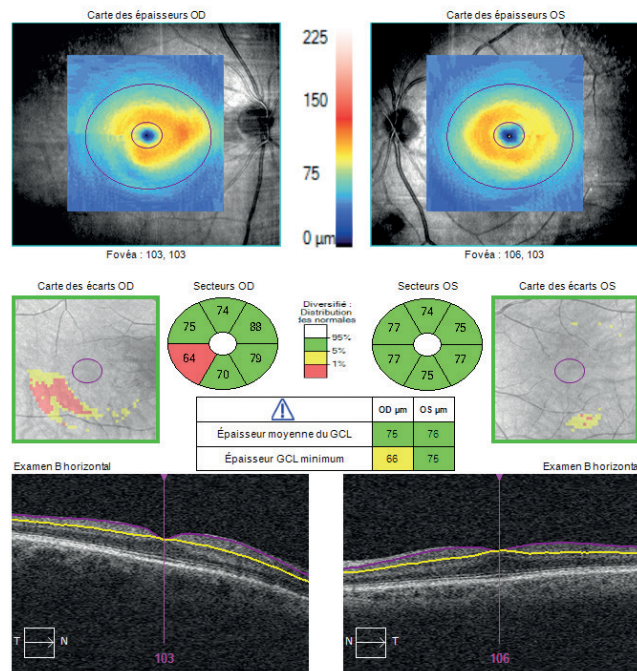 Carte des épaisseurs OD
Carte des épaisseurs OS
225
150
75
0 µm
Fovéa : 103, 103
Fovéa : 106, 103
Carte des écarts OD
Secteurs OD
Diversifié :
Distribution
des normales
95%
5%
1%
Secteurs OS
Carte des écarts OS
74
75
88
64
79
70
74
77
75
77
77
75
OD µm
OS µm
Épaisseur moyenne du GCL
75
76
Épaisseur GCL minimum
66
75
Examen B horizontal
Examen B horizontal
T
N
103
N
T
106